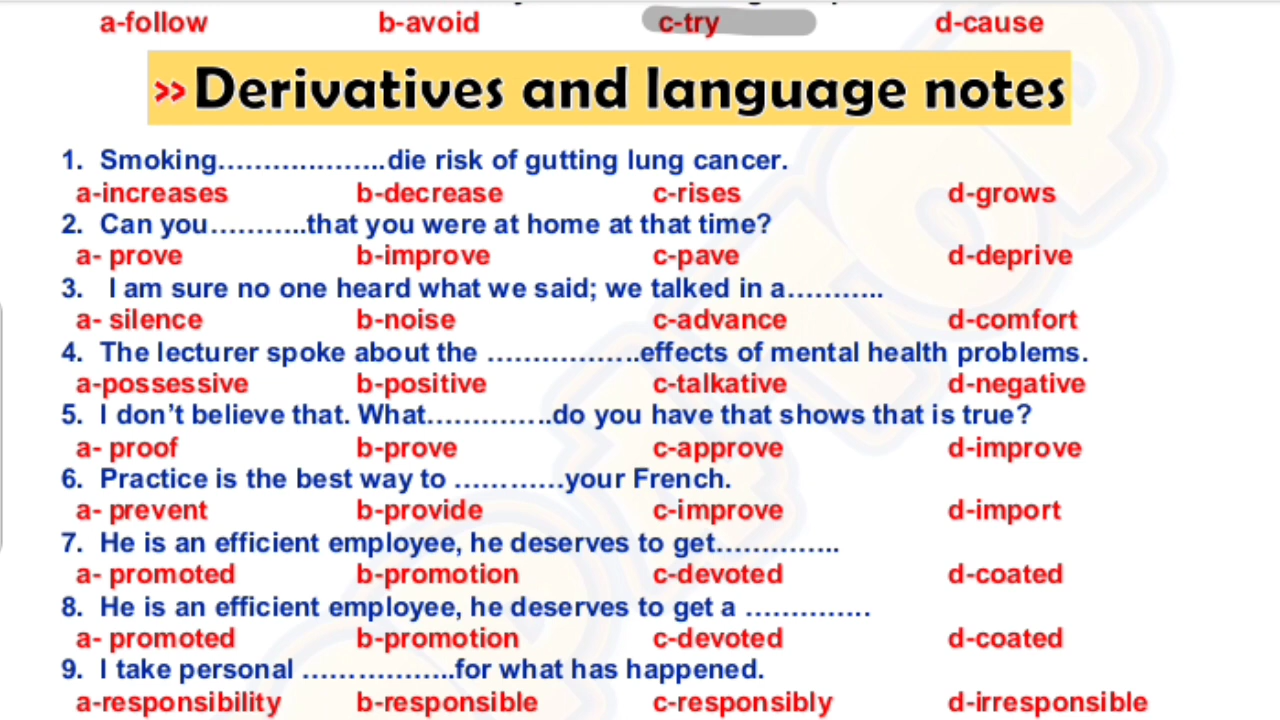 a-follow b-avoid c-try d-cause
» Derivatives and language notes
1. Smoking...................die risk of gutting lung cancer.
a-increases b-decrease c-rises d-grows
2. Can you...........that you were at home at that time?
a- prove b-improve c-pave d-deprive
3. I am sure no one heard what we said; we talked in a...........
a- silence b-noise c-advance d-comfort
4. The lecturer spoke about the .................effects of mental health problems.
a-possessive b-positive c-talkative d-negative
5. I don't believe that. What..............do you have that shows that is true?
a- proof b-prove c-approve d-improve
6. Practice is the best way to ............your French.
a- prevent b-provide c-improve d-import
7. He is an efficient employee, he deserves to get..............
a- promoted b-promotion c-devoted d-coated
8. He is an efficient employee, he deserves to get a ..............
a- promoted b-promotion c-devoted d-coated
9. I take personal .................for what has happened.
a-responsibility b-responsible c-responsibly d-irresponsible